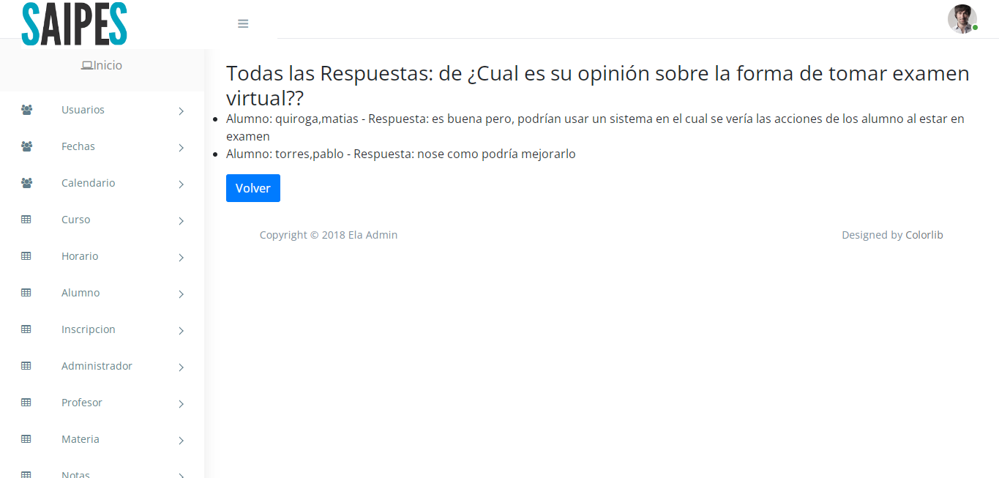 SAIPES
Inicio
Usuarios
Fechas
Calendario
Curso
Horario
Alumno
Inscripcion
Administrador
Profesor
Materia
Notas
Todas las Respuestas: de ¿Cual es su opinión sobre la forma de tomar examen
virtual??
Alumno: quiroga,matias - Respuesta: es buena pero, podrían usar un sistema en el cual se vería las acciones de los alumno al estar en
examen
Alumno: torres,pablo - Respuesta: nose como podría mejorarlo
Volver
Copyright © 2018 Ela Admin
Designed by Colorlib